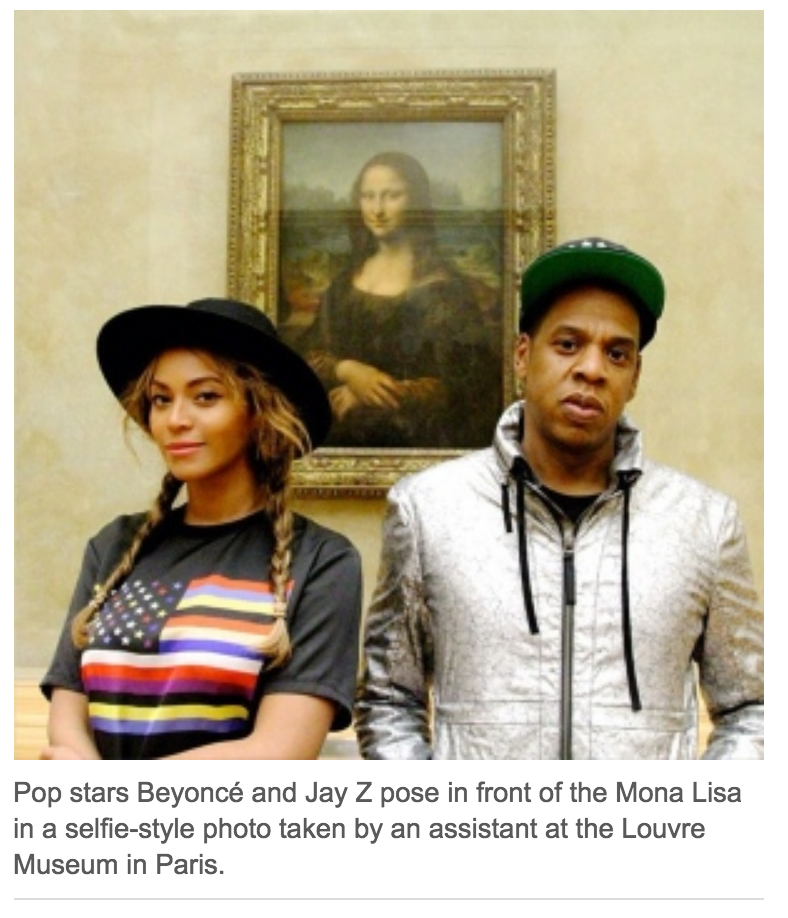 Pop stars Beyoncé and Jay Z pose in front of the Mona Lisa
in a selfie-style photo taken by an assistant at the Louvre
Museum in Paris.